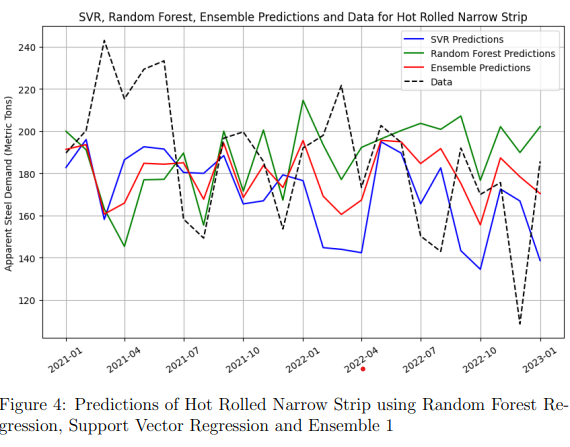 SVR, Random Forest, Ensemble Predictions and Data for Hot Rolled Narrow Strip
SVR Predictions
Random Forest Predictions
Ensemble Predictions
Data
Apparent Steel Demand (Metric Tons)
240
220
200
180
160
140
120
2021-01
2021-04
2021-07
2021-10
2022-01
2022-04
2022-07
2022-10
2023-01
Figure 4: Predictions of Hot Rolled Narrow Strip using Random Forest Re-
gression, Support Vector Regression and Ensemble 1